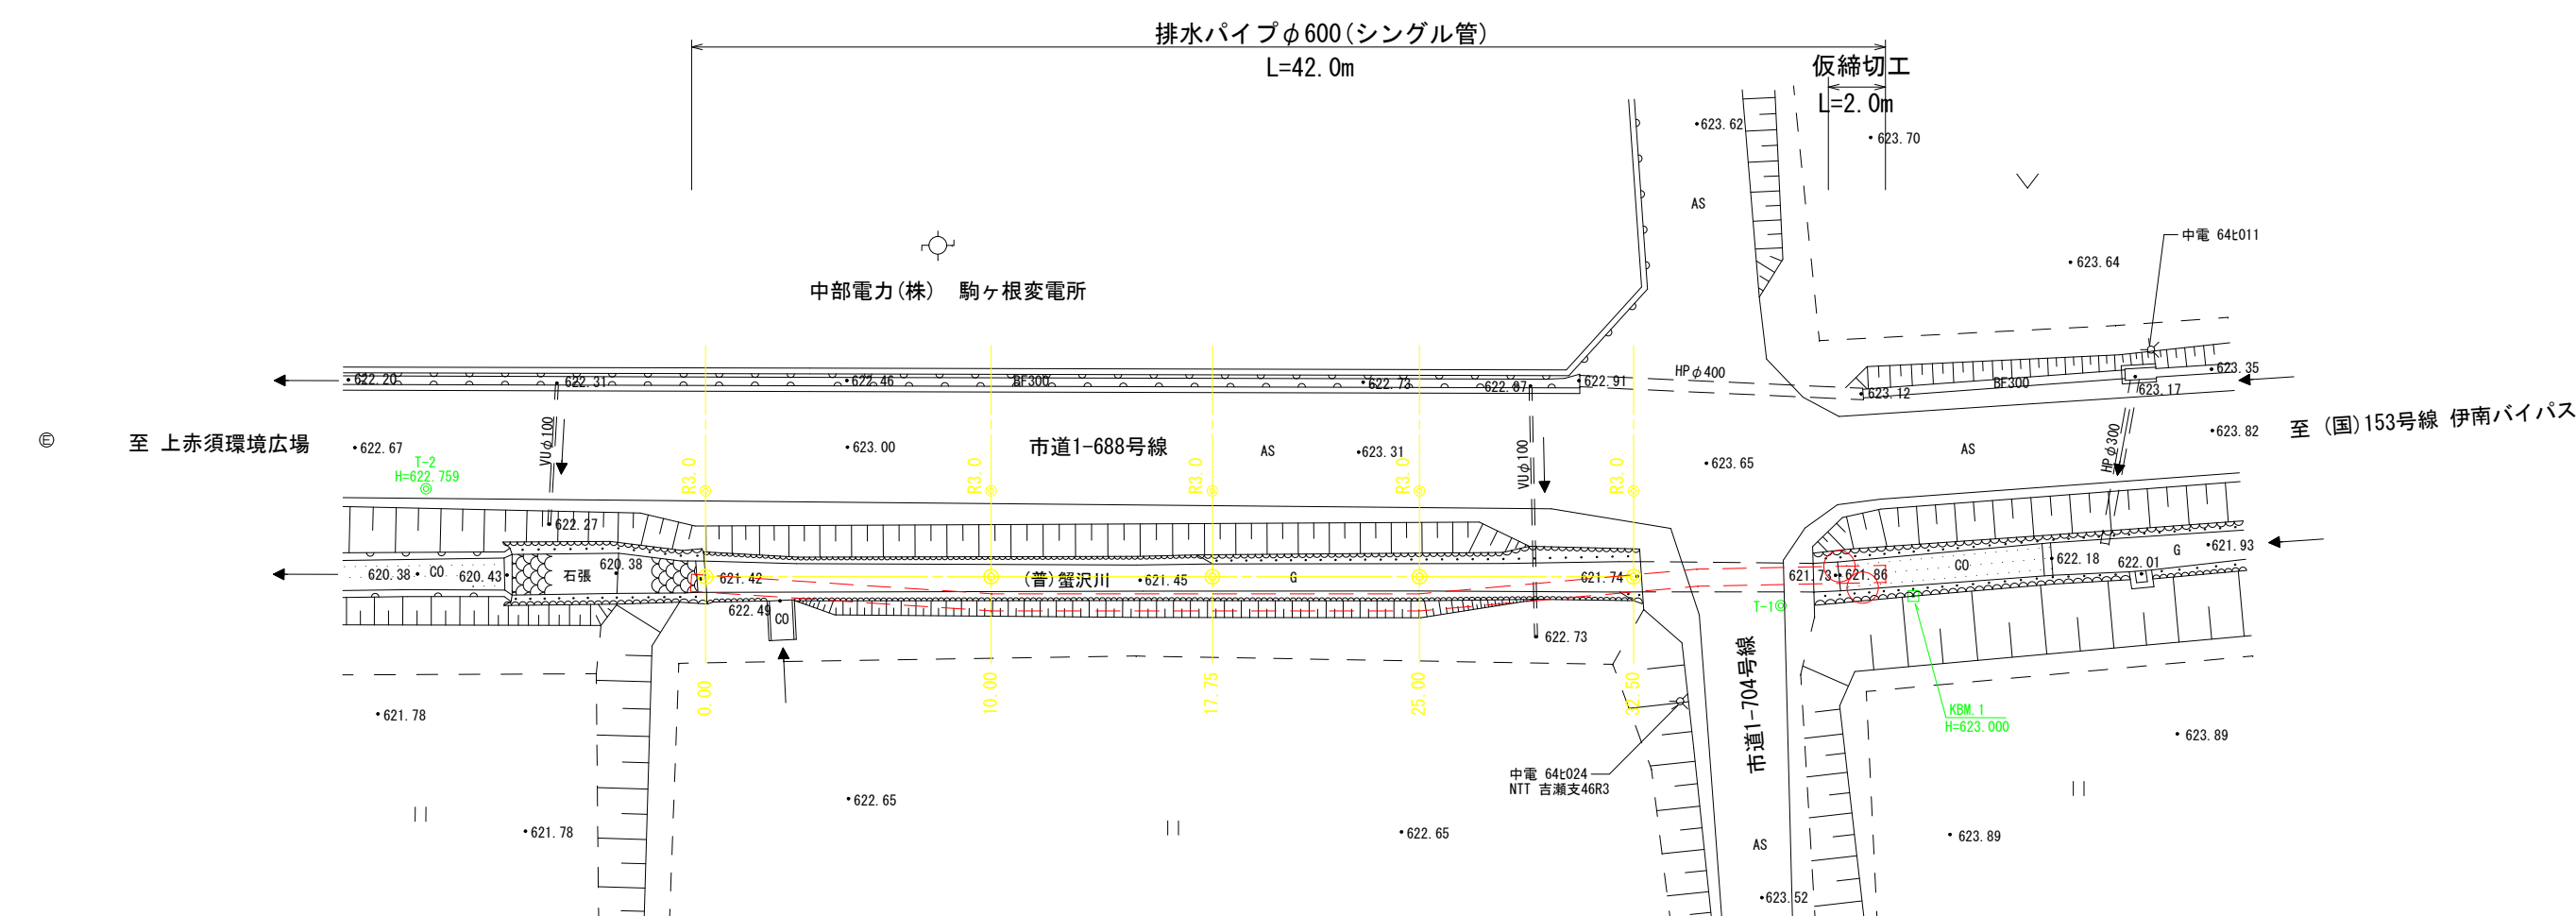 排水パイプφ600(シングル管)
L=42.0m
仮締切工
L=2.0m
623.62
623.70
AS
中電 64ﾋ011
623.64
中部電力(株) 駒ヶ根変電所
HPφ400
622.20
622.31
622.46
BF300
622.73
622.87
622.91
623.12
BF300
623.17
623.35
Ⓔ
至 上赤須環境広場
622.67
VUφ100
623.00
市道1-688号線
AS
623.31
VUφ100
623.65
AS
HPφ300
623.82
至 (国)153号線 伊南バイパス
T-2
H=622.759
R3.0
R3.0
R3.0
R3.0
R3.0
622.27
620.38
CO
620.43
石張
620.38
621.42
(普)蟹沢川
621.45
G
621.74
621.73
621.86
CO
622.18
622.01
G
621.93
622.49
CO
622.73
T-1
0.00
10.00
17.75
25.00
32.50
市道1-704号線
KBM.1
H=623.000
621.78
623.89
中電 64ﾋ024
NTT 吉瀬支46R3
622.65
621.78
622.65
623.89
AS
623.52